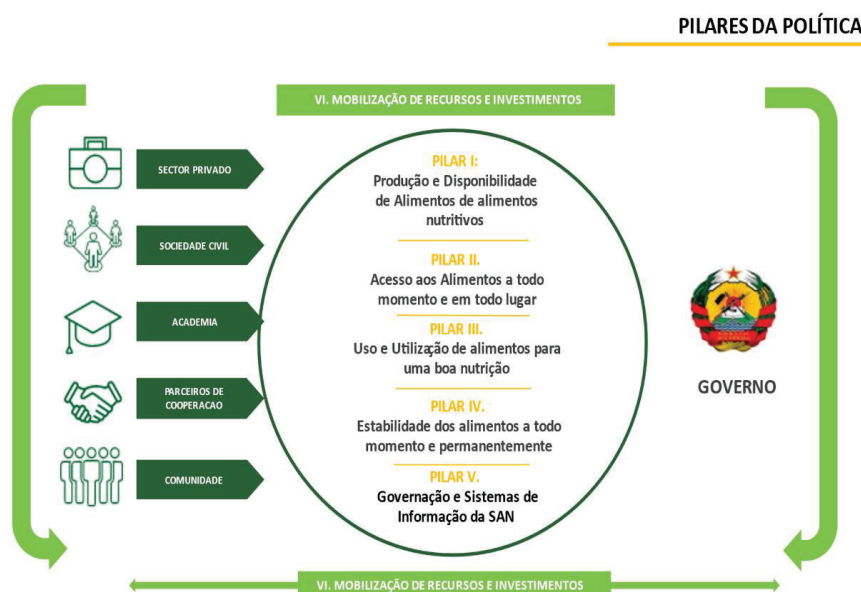 PILARES DA POLÍTICA
VI. MOBILIZAÇÃO DE RECURSOS E INVESTIMENTOS
SECTOR PRIVADO
SOCIEDADE CIVIL
ACADEMIA
PARCEIROS DE
COOPERACAO
COMUNIDADE
PILAR I:
Produção e Disponibilidade
de Alimentos de alimentos
nutritivos
PILAR II.
Acesso aos Alimentos a todo
momento e em todo lugar
PILAR III.
Uso e Utilização de alimentos para
uma boa nutrição
PILAR IV.
Estabilidade dos alimentos a todo
momento e permanentemente
PILAR V.
Governação e Sistemas de
Informação da SAN
GOVERNO
VI. MOBILIZAÇÃO DE RECURSOS E INVESTIMENTOS